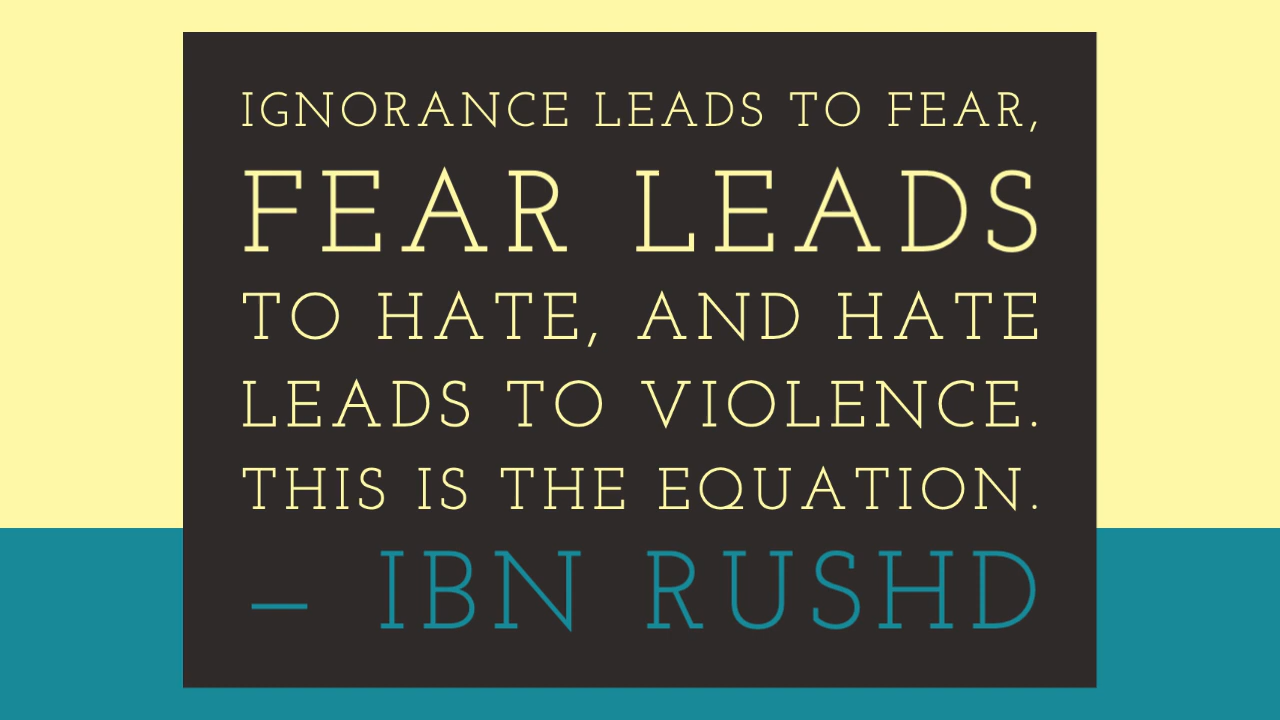 IGNORANCE LEADS TO FEAR,
FEAR LEADS
TO HATE, AND HATE
LEADS TO VIOLENCE.
THIS IS THE EQUATION.
– IBN RUSHD